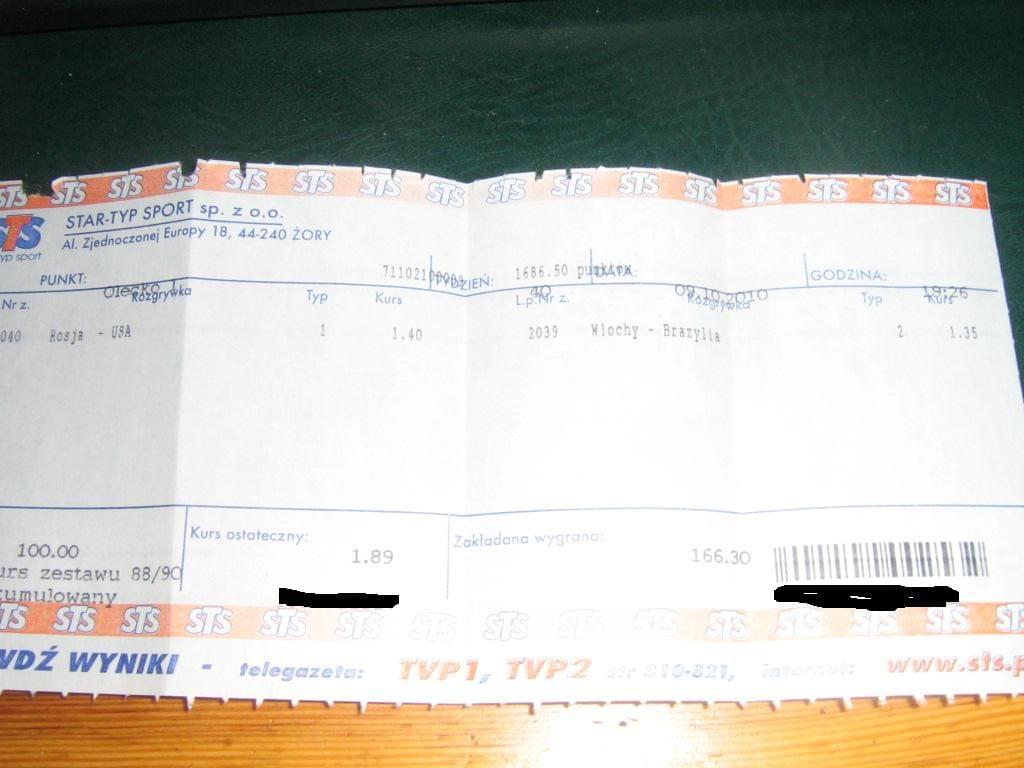 STS STS STS STS STS STS STS STS STS STS STS STS STS STS STS
STS STAR-TYP SPORT sp. z o.o.
Al. Zjednoczonej Europy 18, 44-240 ŻORY
yp sport
PUNKT: TYDZIEŃ: 1686.50 punktow DATA: GODZINA:
Olecko 1 40 09.10.2010 19:26
Nr z. Rozgrywka Typ Kurs L.p. Nr z. Rozgrywka Typ Kurs
040 Rosja - USA 1 1.40 2039 Wlochy - Brazylia 2 1.35
Kurs ostateczny: Zakładana wygrana:
100.00 1.89 166.30
urs zestawu 88/90
kumulowany
STS STS STS STS STS STS STS STS STS STS STS STS STS STS STS
WDŹ WYNIKI - telegazeta: TVP1, TVP2 str 810-821, internet: www.sts.p